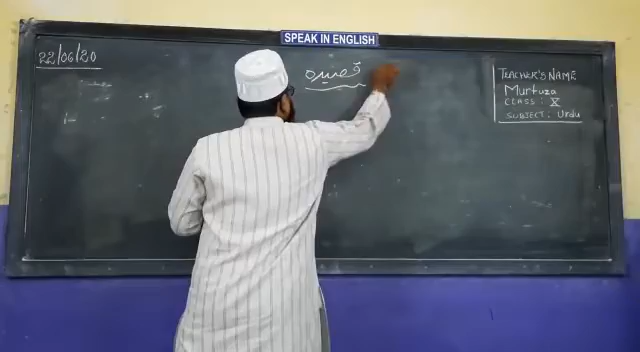 SPEAK IN ENGLISH
22/06/20
قصیدہ
TEACHER'S NAME
Murtuza
CLASS : X
SUBJECT : Urdu